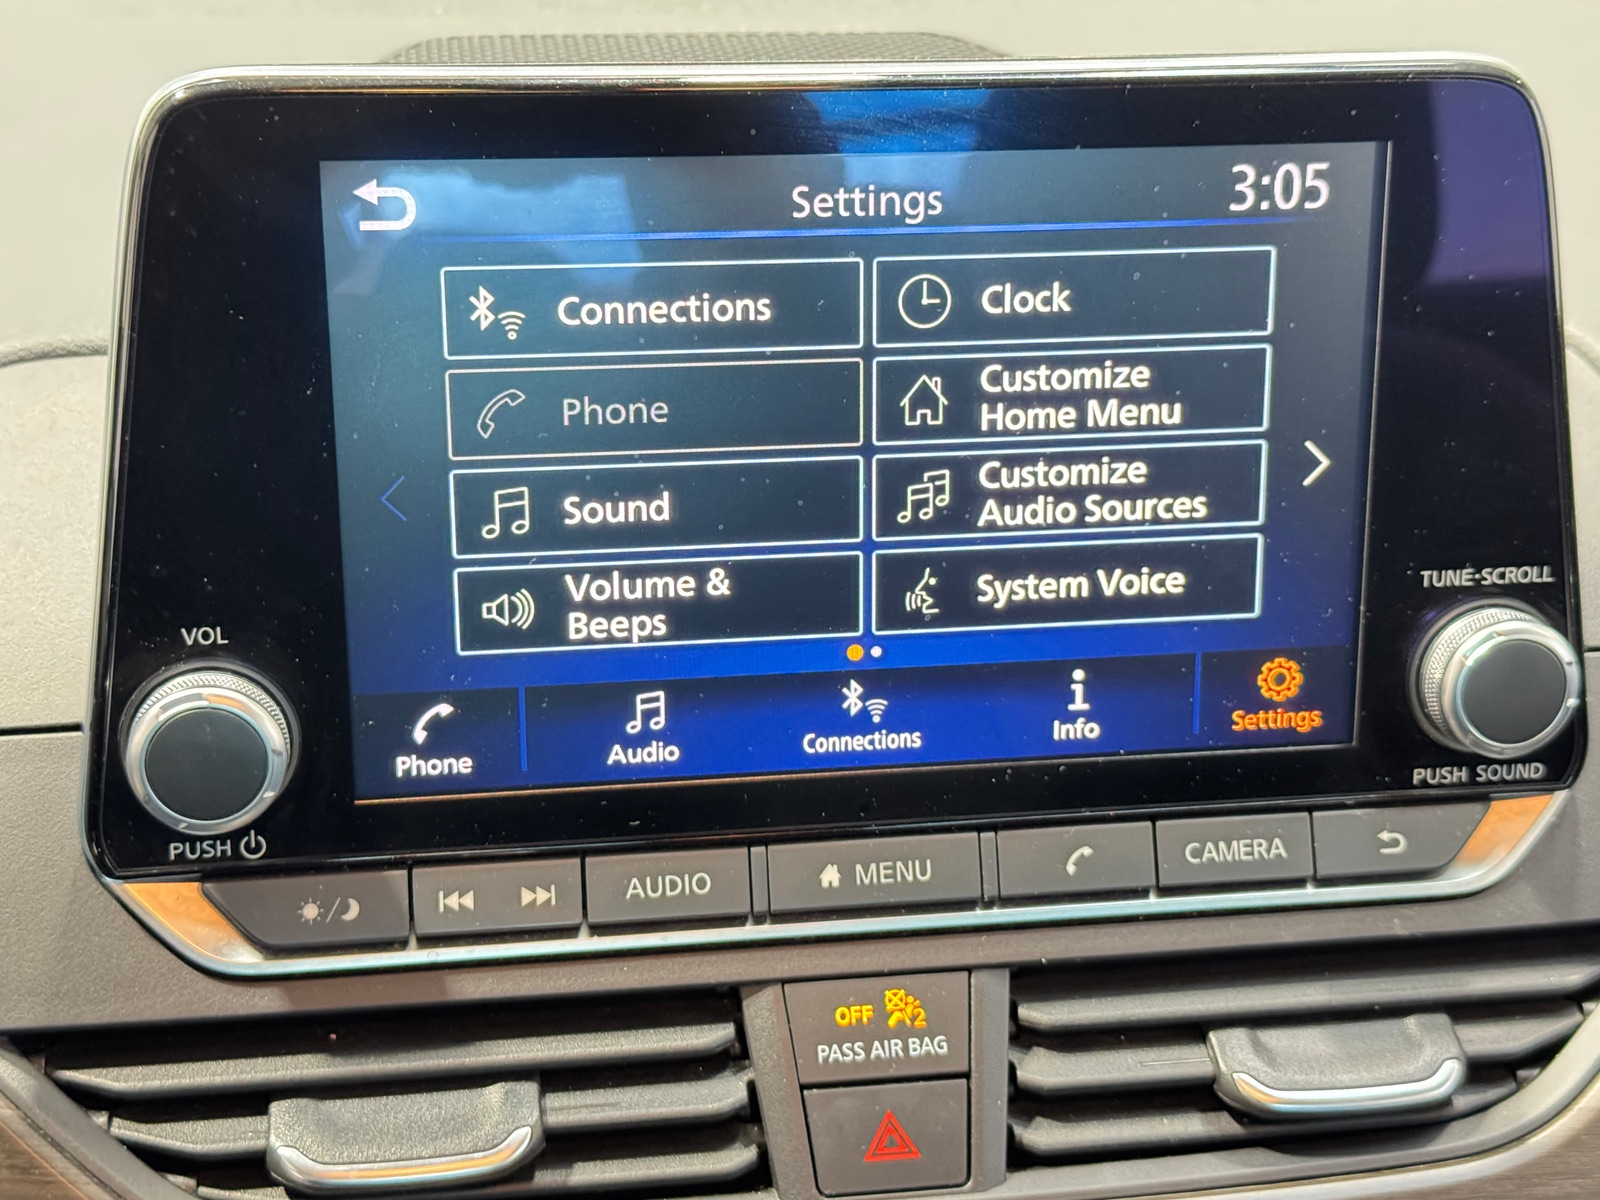 Settings
3:05
Connections
Clock
Phone
Customize
Home Menu
Sound
Customize
Audio Sources
Volume &
Beeps
System Voice
Phone
Audio
Connections
Info
Settings
VOL
PUSH
TUNE·SCROLL
PUSH SOUND
AUDIO
MENU
CAMERA
OFF 2
PASS AIR BAG